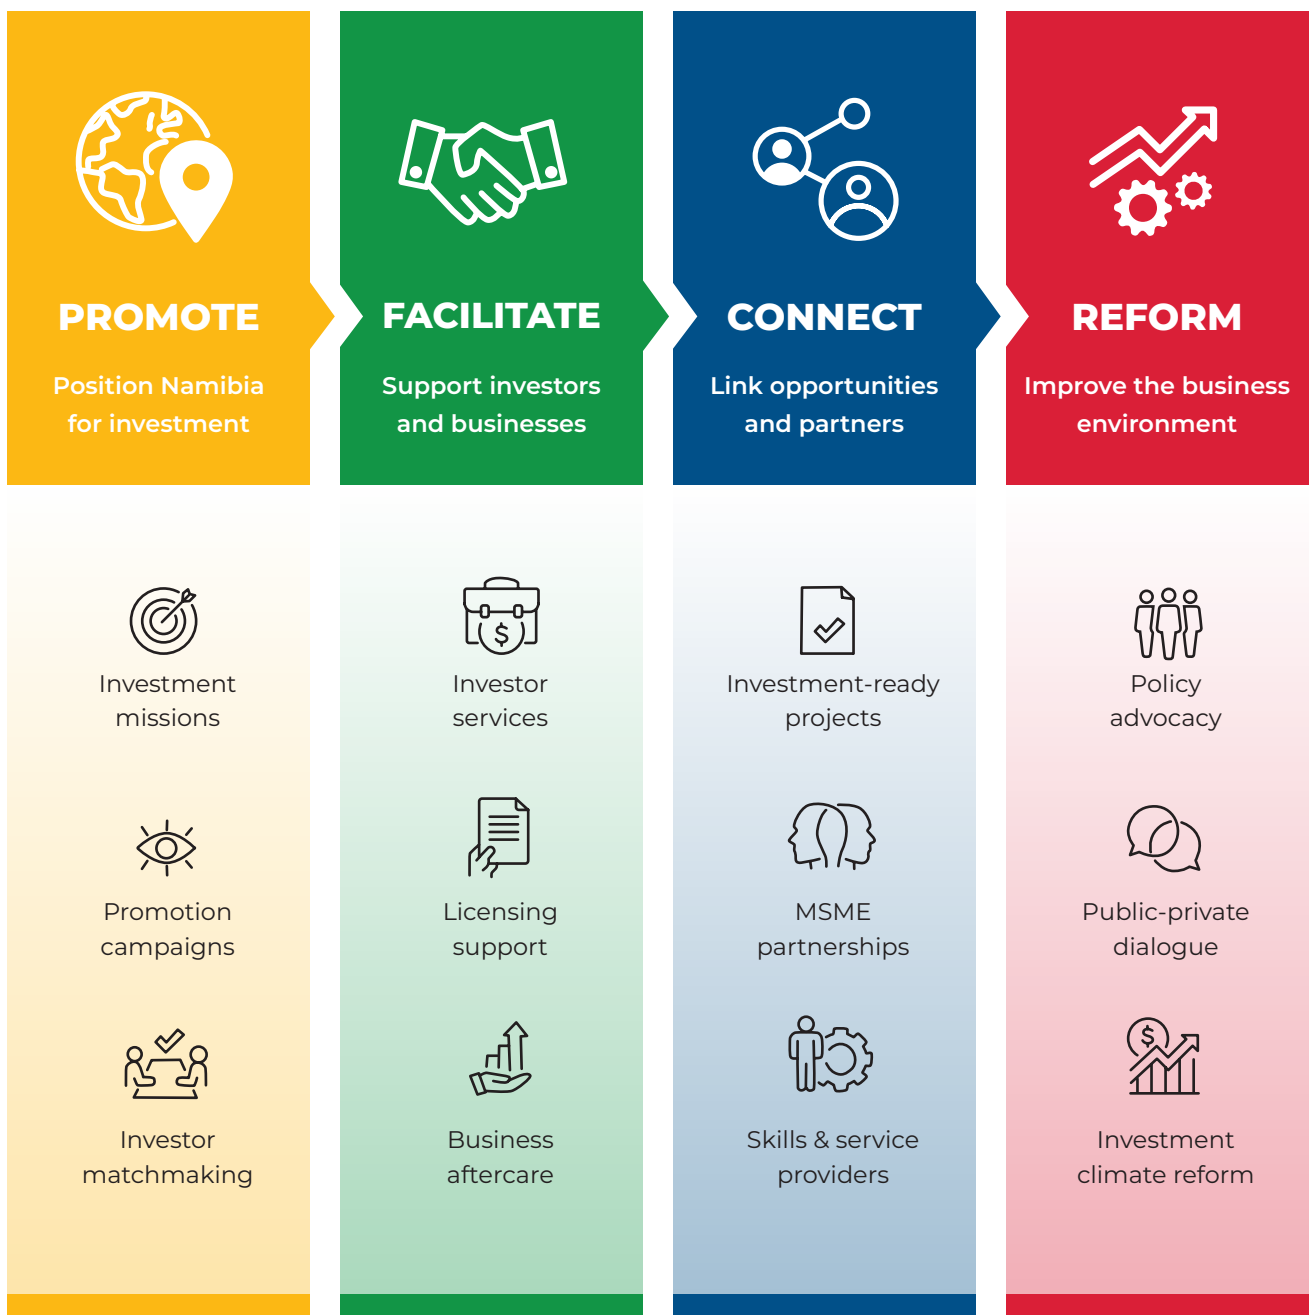 PROMOTE
Position Namibia
for investment
Investment
missions
Promotion
campaigns
Investor
matchmaking
FACILITATE
Support investors
and businesses
$
Investor
services
Licensing
support
Business
aftercare
CONNECT
Link opportunities
and partners
Investment-ready
projects
MSME
partnerships
Skills & service
providers
REFORM
Improve the business
environment
Policy
advocacy
Public-private
dialogue
$
Investment
climate reform